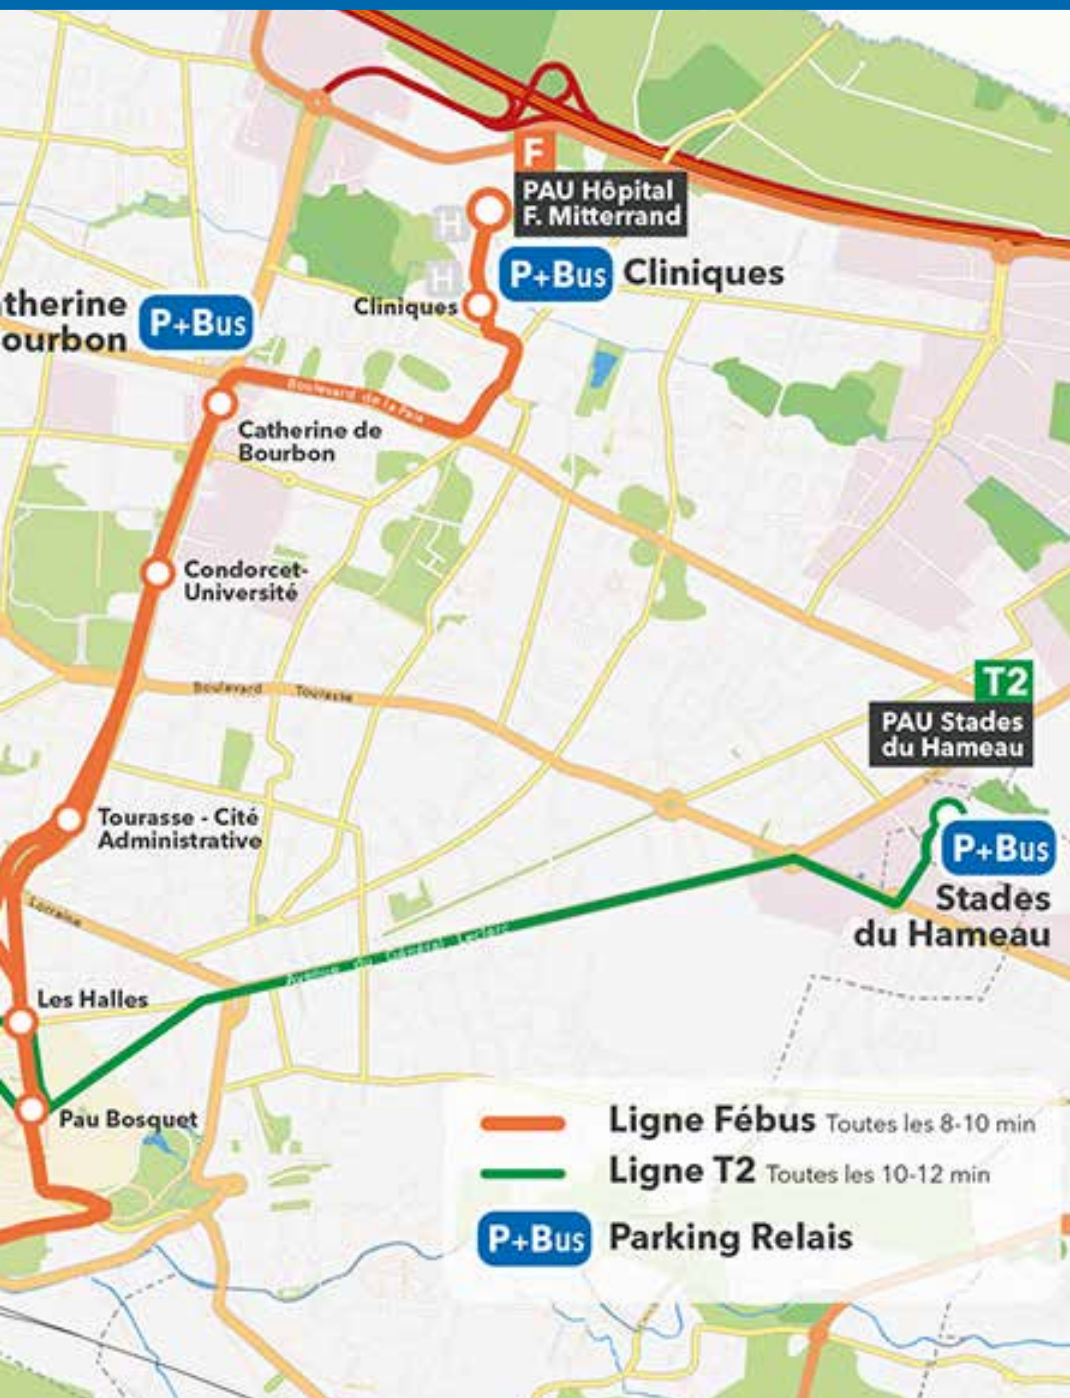 F
PAU Hôpital
F. Mitterrand
H
H
P+Bus Cliniques
Cliniques
therine
ourbon
P+Bus
Boulevard de la Paix
Catherine de
Bourbon
Condorcet-
Université
Boulevard Tourasse
T2
PAU Stades
du Hameau
Tourasse - Cité
Administrative
P+Bus
Stades
du Hameau
Lorraine
Avenue du Général Leclerc
Les Halles
Pau Bosquet
Ligne Fébus Toutes les 8-10 min
Ligne T2 Toutes les 10-12 min
P+Bus Parking Relais